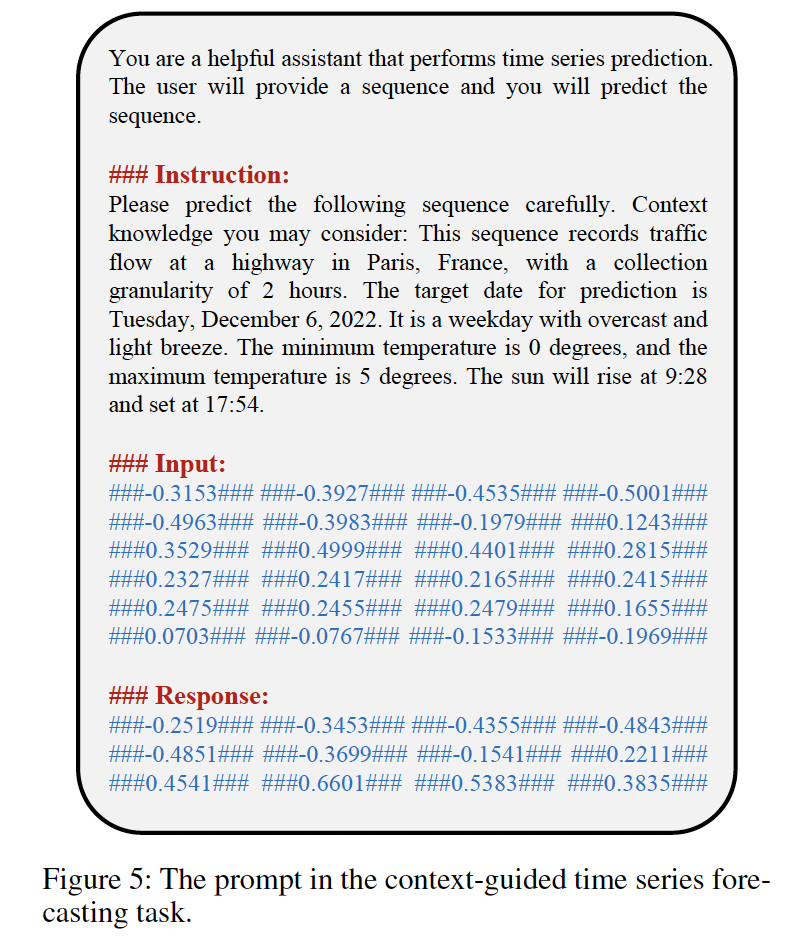 You are a helpful assistant that performs time series prediction.
The user will provide a sequence and you will predict the
sequence.
### Instruction:
Please predict the following sequence carefully. Context
knowledge you may consider: This sequence records traffic
flow at a highway in Paris, France, with a collection
granularity of 2 hours. The target date for prediction is
Tuesday, December 6, 2022. It is a weekday with overcast and
light breeze. The minimum temperature is 0 degrees, and the
maximum temperature is 5 degrees. The sun will rise at 9:28
and set at 17:54.
### Input:
###-0.3153### ###-0.3927### ###-0.4535### ###-0.5001###
###-0.4963### ###-0.3983### ###-0.1979### ###0.1243###
###0.3529### ###0.4999### ###0.4401### ###0.2815###
###0.2327### ###0.2417### ###0.2165### ###0.2415###
###0.2475### ###0.2455### ###0.2479### ###0.1655###
###0.0703### ###-0.0767### ###-0.1533### ###-0.1969###
### Response:
###-0.2519### ###-0.3453### ###-0.4355### ###-0.4843###
###-0.4851### ###-0.3699### ###-0.1541### ###0.2211###
###0.4541### ###0.6601### ###0.5383### ###0.3835###
Figure 5: The prompt in the context-guided time series fore-
casting task.